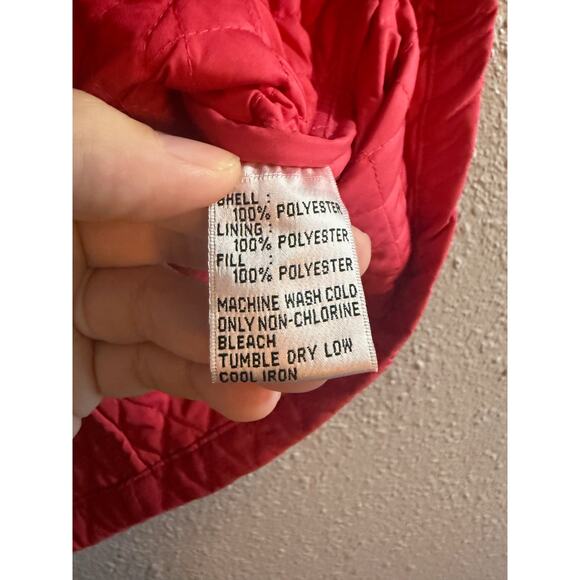 SHELL :
100% POLYESTER
LINING :
100% POLYESTER
FILL :
100% POLYESTER
MACHINE WASH COLD
ONLY NON-CHLORINE
BLEACH
TUMBLE DRY LOW
COOL IRON